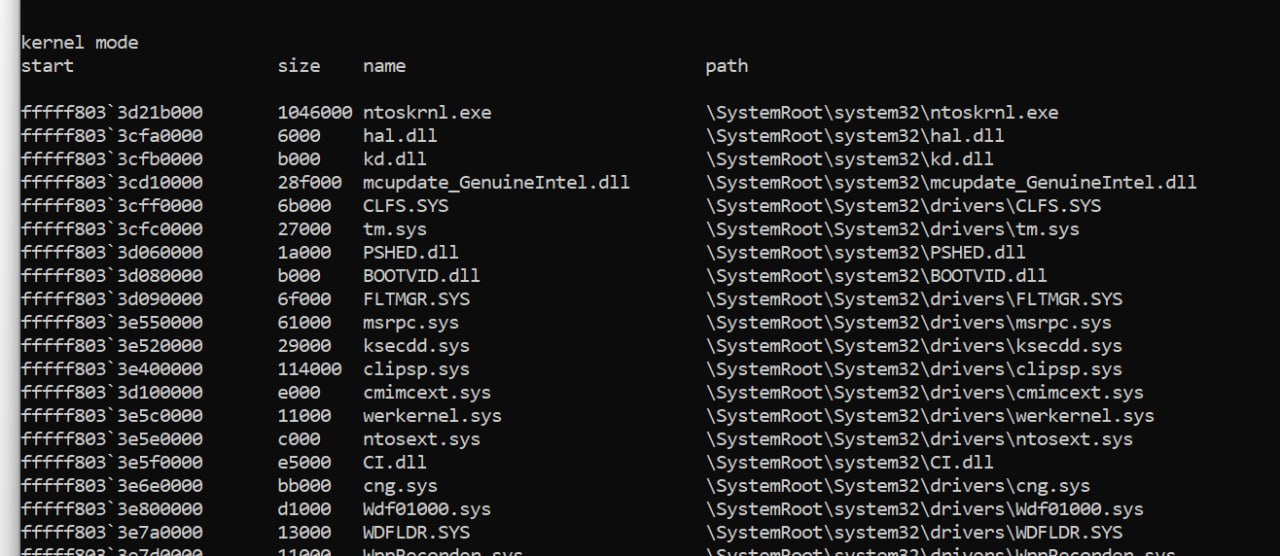 kernel mode
start size name path
fffff803`3d21b000 1046000 ntoskrnl.exe \SystemRoot\system32\ntoskrnl.exe
fffff803`3cfa0000 6000 hal.dll \SystemRoot\system32\hal.dll
fffff803`3cfb0000 b000 kd.dll \SystemRoot\system32\kd.dll
fffff803`3cd10000 28f000 mcupdate_GenuineIntel.dll \SystemRoot\system32\mcupdate_GenuineIntel.dll
fffff803`3cff0000 6b000 CLFS.SYS \SystemRoot\System32\drivers\CLFS.SYS
fffff803`3cfc0000 27000 tm.sys \SystemRoot\System32\drivers\tm.sys
fffff803`3d060000 1a000 PSHED.dll \SystemRoot\system32\PSHED.dll
fffff803`3d080000 b000 BOOTVID.dll \SystemRoot\system32\BOOTVID.dll
fffff803`3d090000 6f000 FLTMGR.SYS \SystemRoot\System32\drivers\FLTMGR.SYS
fffff803`3e550000 61000 msrpc.sys \SystemRoot\System32\drivers\msrpc.sys
fffff803`3e520000 29000 ksecdd.sys \SystemRoot\System32\drivers\ksecdd.sys
fffff803`3e400000 114000 clipsp.sys \SystemRoot\System32\drivers\clipsp.sys
fffff803`3d100000 e000 cmimcext.sys \SystemRoot\System32\drivers\cmimcext.sys
fffff803`3e5c0000 11000 werkernel.sys \SystemRoot\System32\drivers\werkernel.sys
fffff803`3e5e0000 c000 ntosext.sys \SystemRoot\System32\drivers\ntosext.sys
fffff803`3e5f0000 e5000 CI.dll \SystemRoot\system32\CI.dll
fffff803`3e6e0000 bb000 cng.sys \SystemRoot\System32\drivers\cng.sys
fffff803`3e800000 d1000 Wdf01000.sys \SystemRoot\system32\drivers\Wdf01000.sys
fffff803`3e7a0000 13000 WDFLDR.SYS \SystemRoot\system32\drivers\WDFLDR.SYS